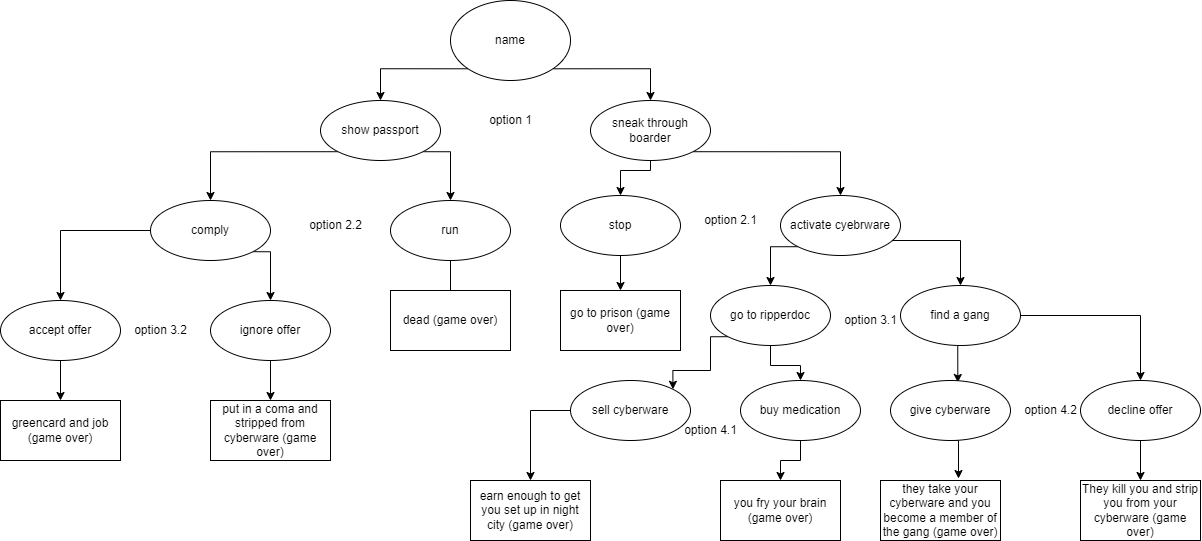 name
show passport
option 1
sneak through
boarder
comply
option 2.2
run
stop
option 2.1
activate cyebrware
accept offer
option 3.2
ignore offer
dead (game over)
go to prison (game
over)
go to ripperdoc
option 3.1
find a gang
greencard and job
(game over)
put in a coma and
stripped from
cyberware (game
over)
sell cyberware
option 4.1
buy medication
give cyberware
option 4.2
decline offer
earn enough to get
you set up in night
city (game over)
you fry your brain
(game over)
they take your
cyberware and you
become a member of
the gang (game over)
They kill you and strip
you from your
cyberware (game
over)